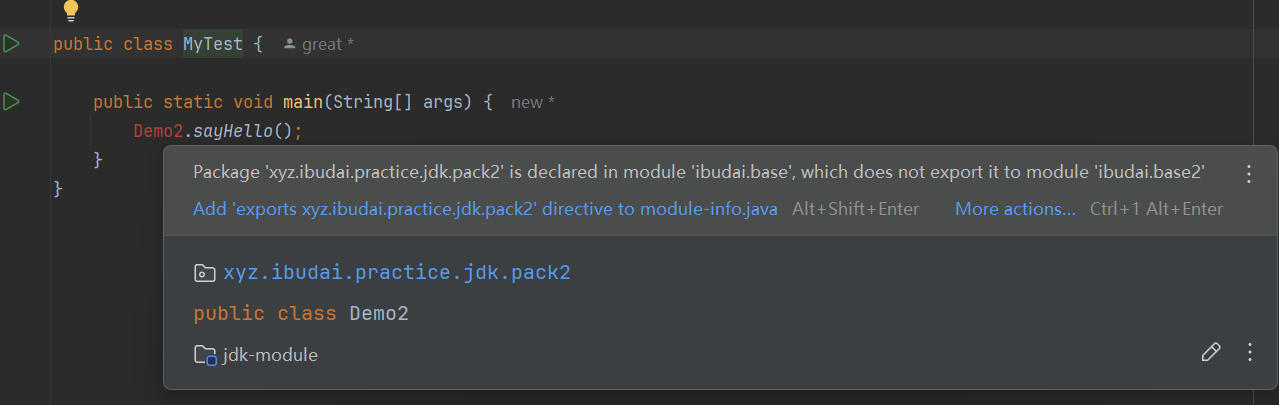 public class MyTest { great *
public static void main(String[] args) { new *
Demo2.sayHello();
}
}
Package 'xyz.ibudai.practice.jdk.pack2' is declared in module 'ibudai.base', which does not export it to module 'ibudai.base2'
Add 'exports xyz.ibudai.practice.jdk.pack2' directive to module-info.java Alt+Shift+Enter More actions... Ctrl+1 Alt+Enter
xyz.ibudai.practice.jdk.pack2
public class Demo2
jdk-module